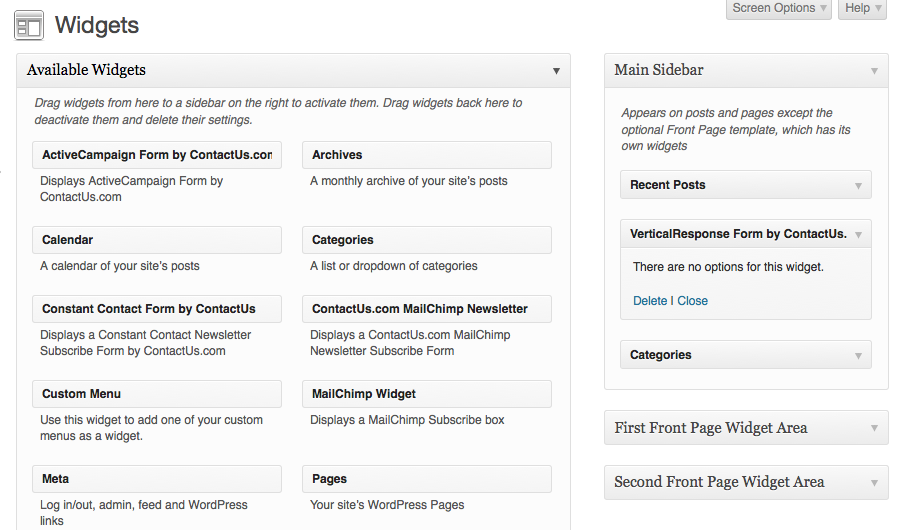 Widgets
Screen Options
Help
Available Widgets
Drag widgets from here to a sidebar on the right to activate them. Drag widgets back here to
deactivate them and delete their settings.
ActiveCampaign Form by ContactUs.com
Archives
Displays ActiveCampaign Form by
ContactUs.com
A monthly archive of your site's posts
Calendar
Categories
A calendar of your site's posts
A list or dropdown of categories
Constant Contact Form by ContactUs
ContactUs.com MailChimp Newsletter
Displays a Constant Contact Newsletter
Subscribe Form by ContactUs.com
Displays a ContactUs.com MailChimp
Newsletter Subscribe Form
Custom Menu
MailChimp Widget
Use this widget to add one of your custom
menus as a widget.
Displays a MailChimp Subscribe box
Meta
Pages
Log in/out, admin, feed and WordPress
links
Your site's WordPress Pages
Main Sidebar
Appears on posts and pages except the
optional Front Page template, which has its
own widgets
Recent Posts
VerticalResponse Form by ContactUs.
There are no options for this widget.
Delete | Close
Categories
First Front Page Widget Area
Second Front Page Widget Area